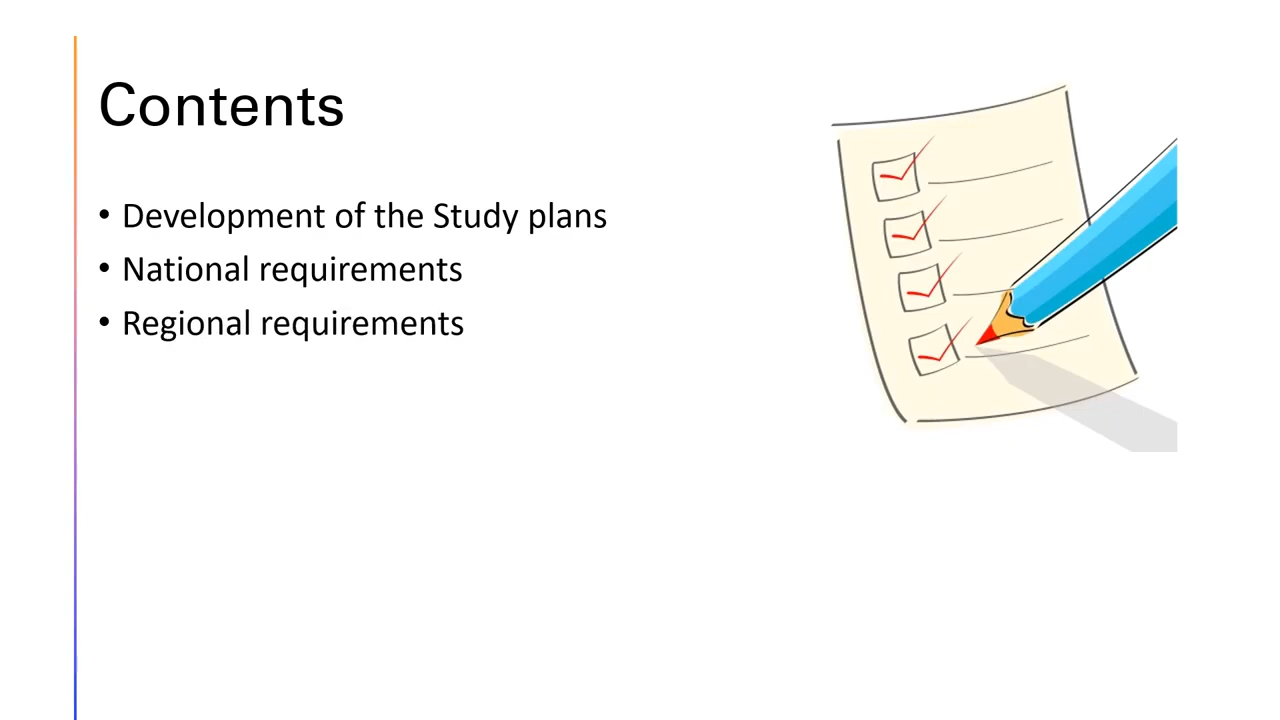 Contents
• Development of the Study plans
• National requirements
• Regional requirements